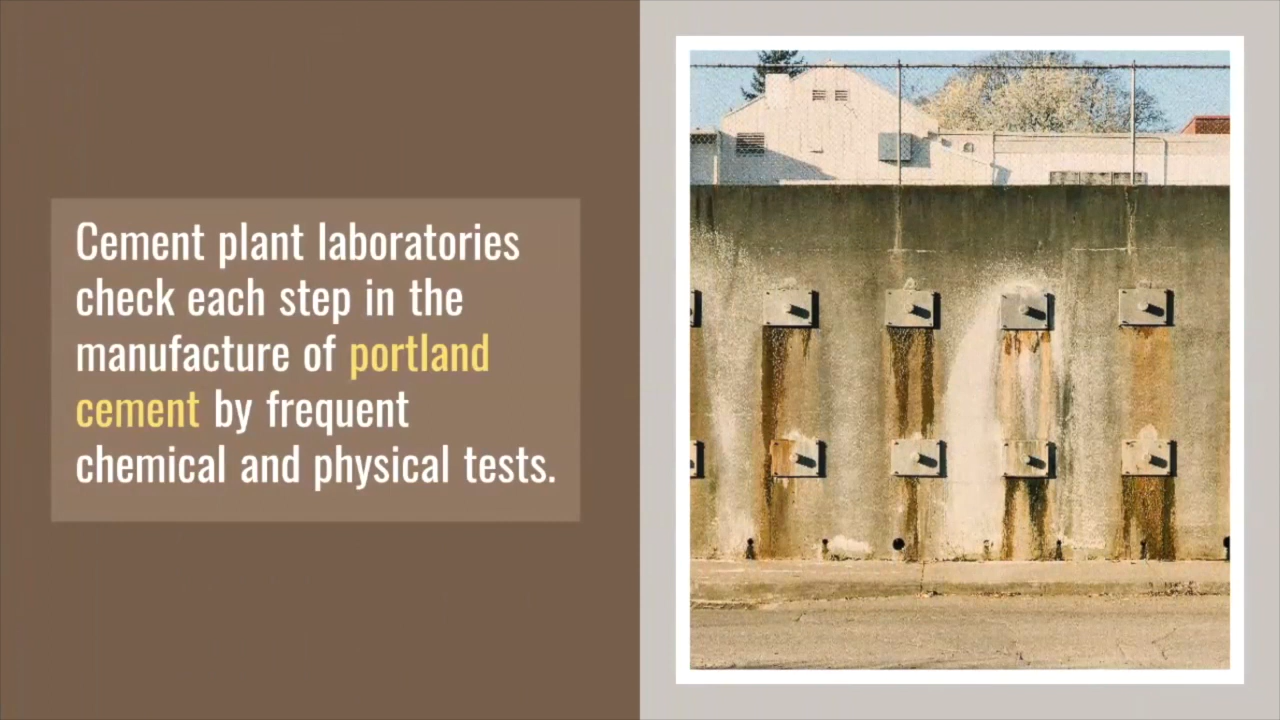 Cement plant laboratories
check each step in the
manufacture of portland
cement by frequent
chemical and physical tests.